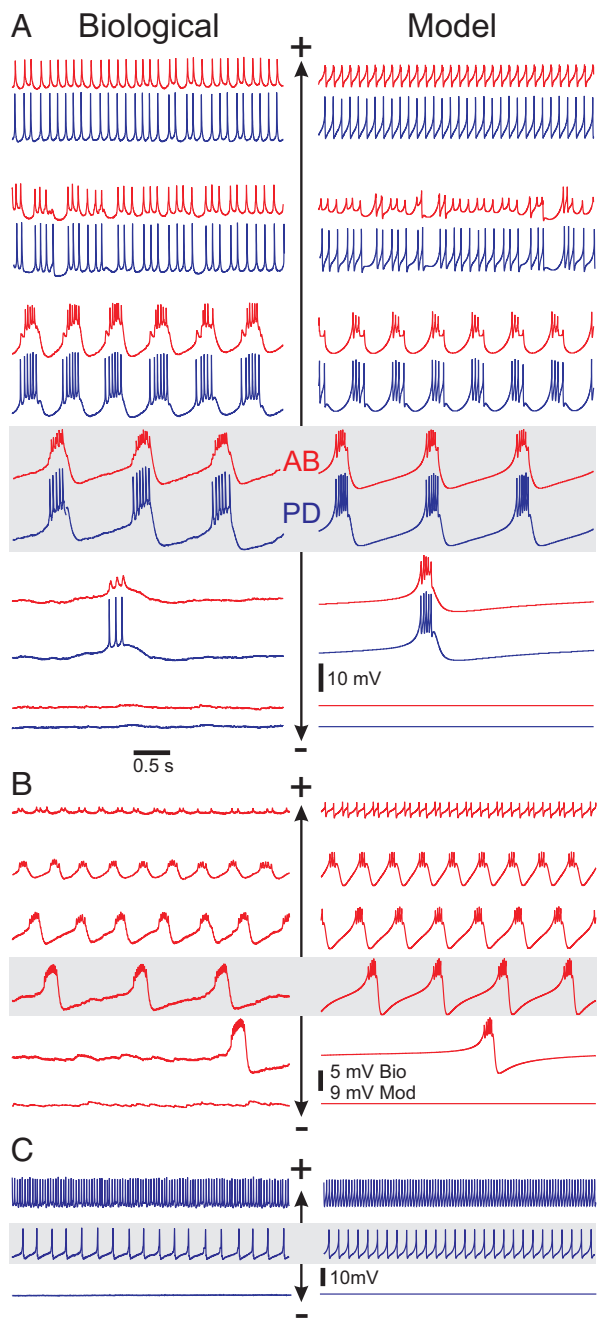 A Biological Model
+
AB
PD
10 mV
-
0.5 s
B
+
5 mV Bio
9 mV Mod
-
C
+
10mV
-